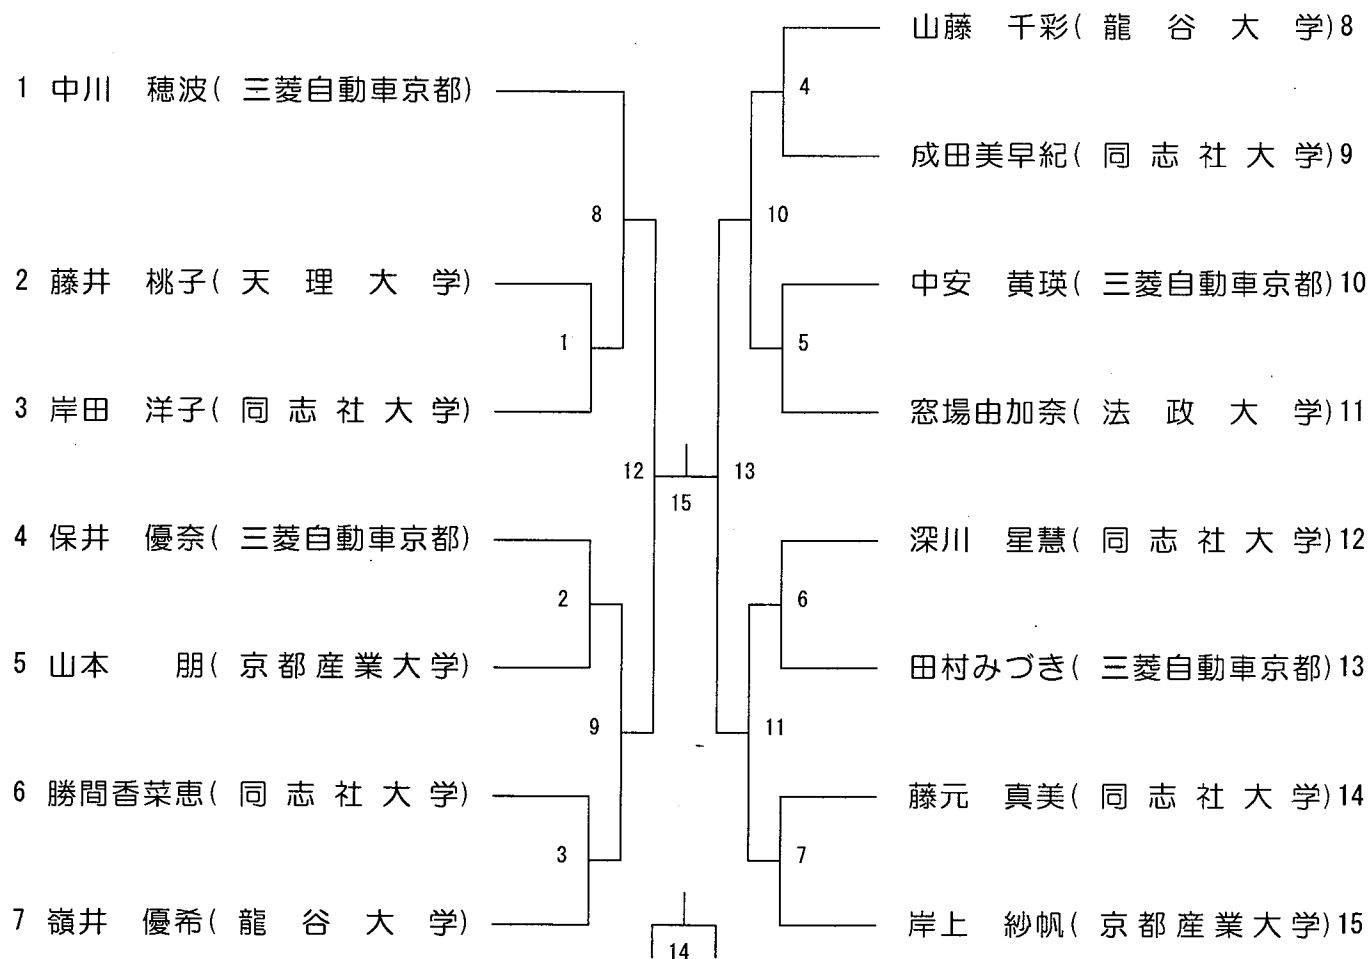 1 中川 穂波( 三菱自動車京都)
2 藤井 桃子( 天 理 大 学)
3 岸田 洋子( 同 志 社 大 学)
4 保井 優奈( 三菱自動車京都)
5 山本 朋( 京 都 産 業 大 学)
6 勝間香菜恵( 同 志 社 大 学)
7 嶺井 優希( 龍 谷 大 学)
8
1
12
2
9
3
15
14
山藤 千彩( 龍 谷 大 学)8
成田美早紀( 同 志 社 大 学)9
中安 黄瑛( 三菱自動車京都)10
窓場由加奈( 法 政 大 学)11
深川 星慧( 同 志 社 大 学)12
田村みづき( 三菱自動車京都)13
藤元 真美( 同 志 社 大 学)14
岸上 紗帆( 京 都 産 業 大 学)15
4
10
5
13
6
11
7